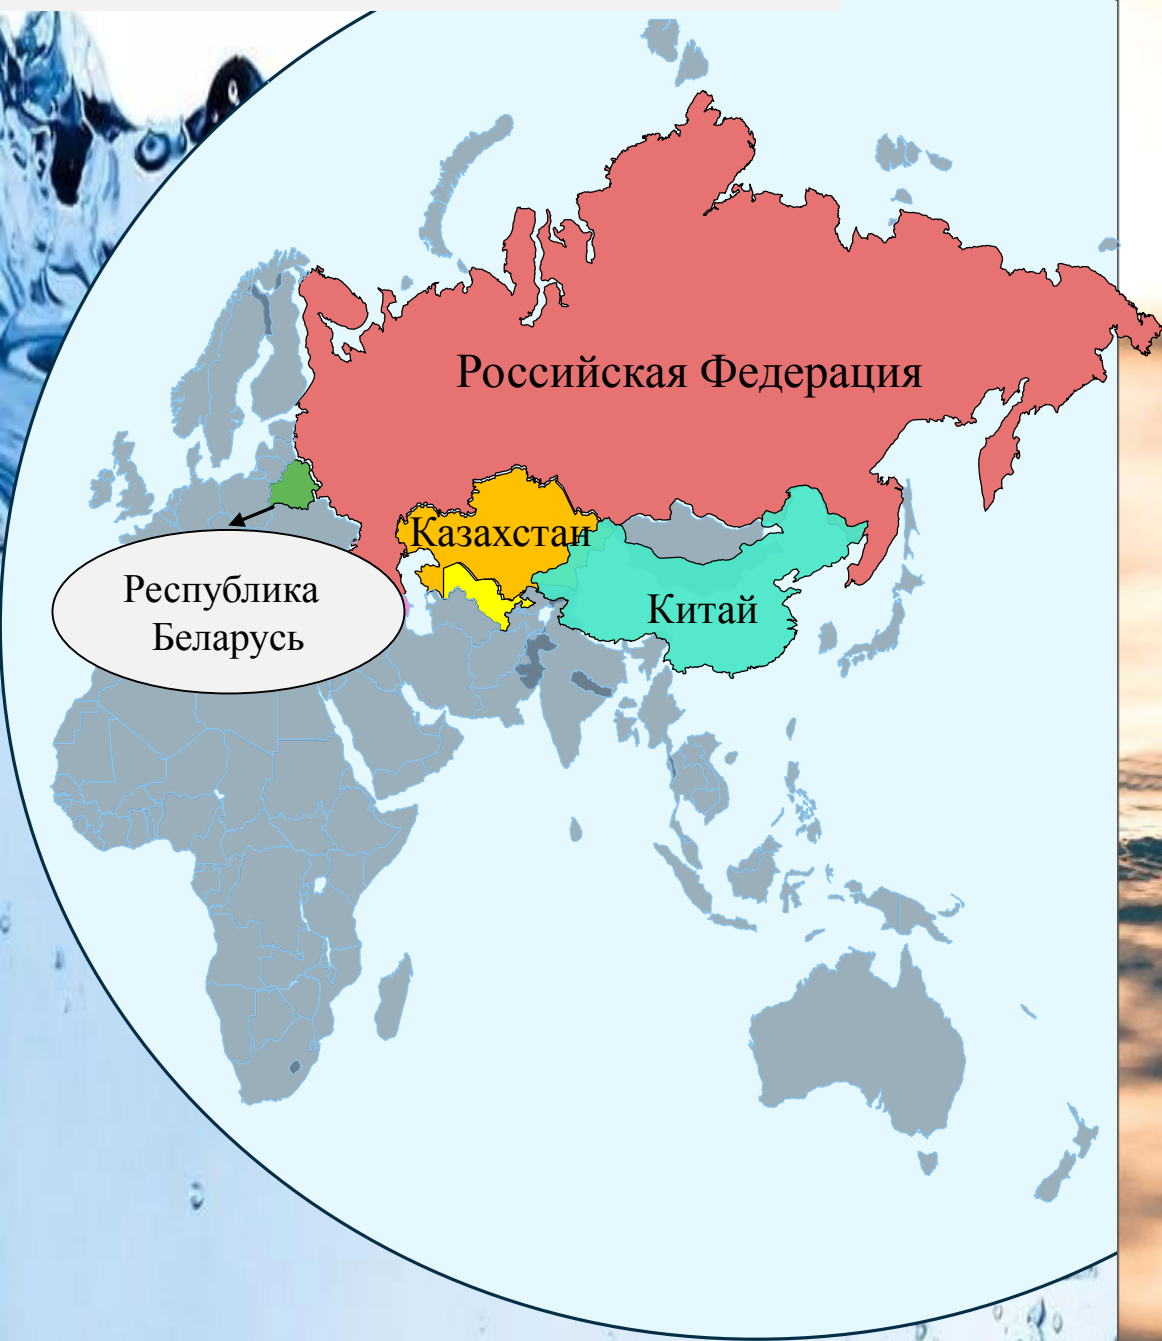 Российская Федерация
Казахстан
Республика
Беларусь
Китай